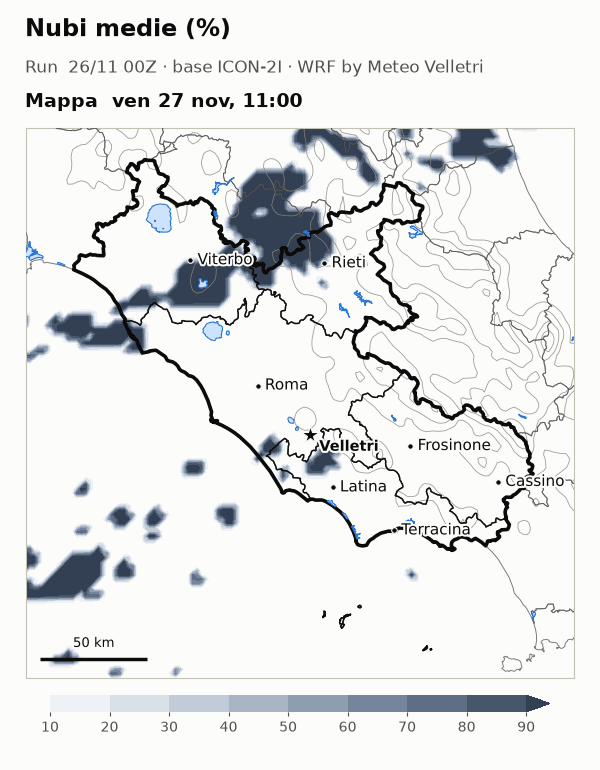 Nubi medie (%)
Run  26/11 00Z · base ICON-2I · WRF by Meteo Velletri
Mappa  ven 27 nov, 11:00
Viterbo
Rieti
Roma
Velletri
Frosinone
Latina
Cassino
Terracina
50 km
10 20 30 40 50 60 70 80 90